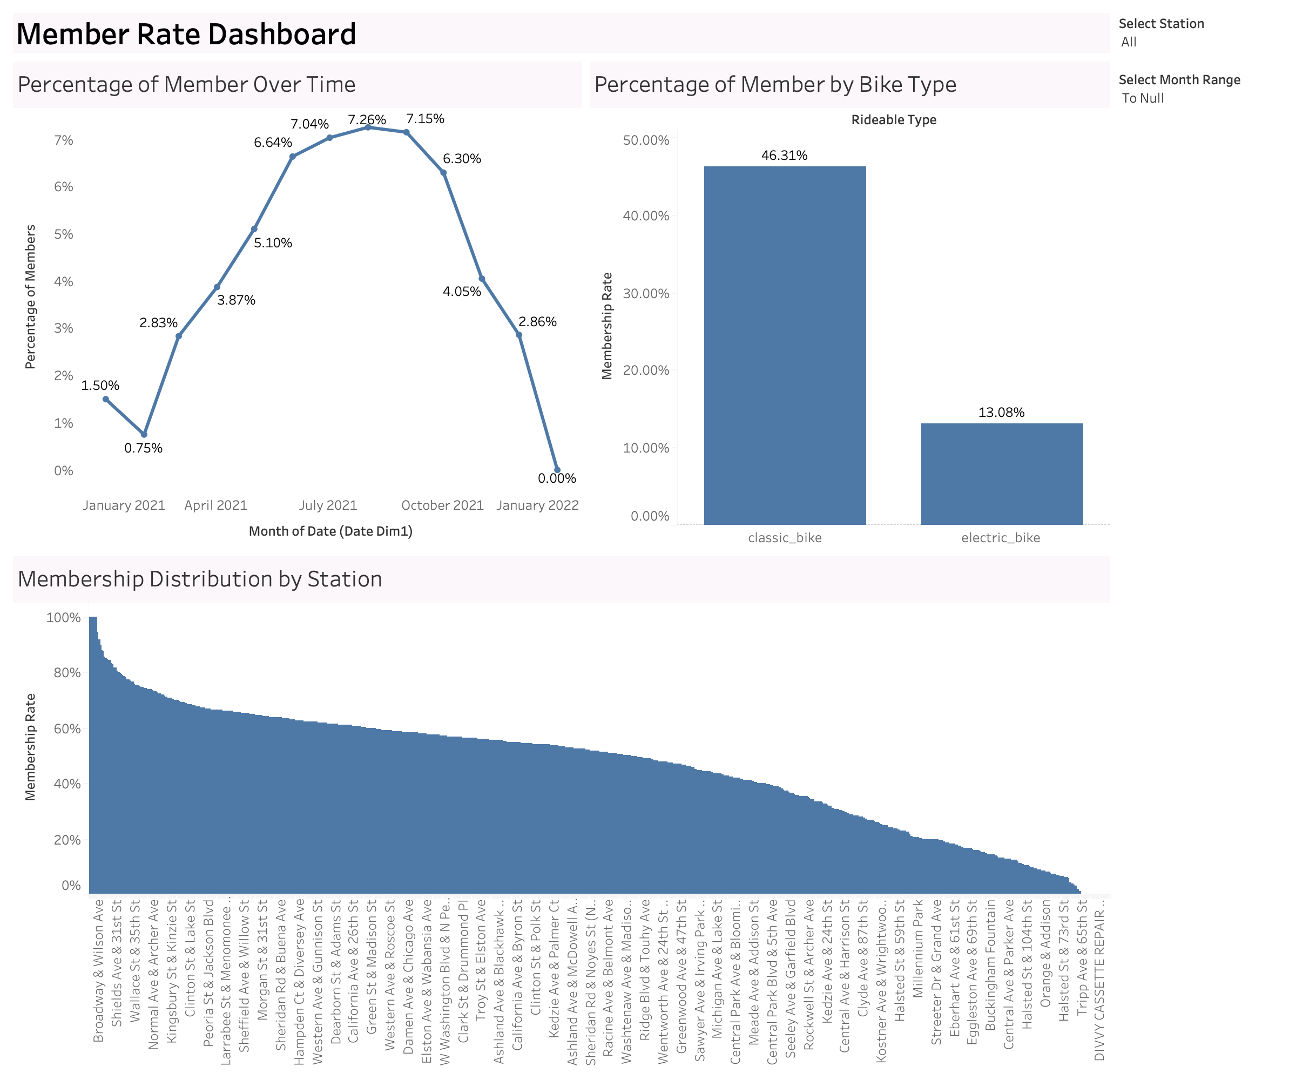 Member Rate Dashboard
Select Station
All
Select Month Range
To Null
Percentage of Member Over Time
Percentage of Members
7%
6%
5%
4%
3%
2%
1%
0%
1.50%
0.75%
2.83%
3.87%
5.10%
6.64%
7.04%
7.26%
7.15%
6.30%
4.05%
2.86%
0.00%
January 2021
April 2021
July 2021
October 2021
January 2022
Month of Date (Date Dim1)
Percentage of Member by Bike Type
Rideable Type
Membership Rate
50.00%
40.00%
30.00%
20.00%
10.00%
0.00%
46.31%
13.08%
classic_bike
electric_bike
Membership Distribution by Station
Membership Rate
100%
80%
60%
40%
20%
0%
Broadway & Wilson Ave
Shields Ave & 31st St
Wallace St & 35th St
Normal Ave & Archer Ave
Kingsbury St & Kinzie St
Clinton St & Lake St
Peoria St & Jackson Blvd
Larrabee St & Menomonee ..
Sheffield Ave & Willow St
Morgan St & 31st St
Sheridan Rd & Buena Ave
Hampden Ct & Diversey Ave
Western Ave & Gunnison St
Dearborn St & Adams St
California Ave & 26th St
Green St & Madison St
Western Ave & Roscoe St
Damen Ave & Chicago Ave
Elston Ave & Wabansia Ave
W Washington Blvd & N Pe..
Clark St & Drummond Pl
Troy St & Elston Ave
Ashland Ave & Blackhawk ..
California Ave & Byron St
Clinton St & Polk St
Kedzie Ave & Palmer Ct
Ashland Ave & McDowell A..
Sheridan Rd & Noyes St (N..
Racine Ave & Belmont Ave
Washtenaw Ave & Madiso..
Ridge Blvd & Touhy Ave
Wentworth Ave & 24th St ..
Greenwood Ave & 47th St
Sawyer Ave & Irving Park ..
Michigan Ave & Lake St
Central Park Ave & Bloomi..
Meade Ave & Addison St
Central Park Blvd & 5th Ave
Seeley Ave & Garfield Blvd
Rockwell St & Archer Ave
Kedzie Ave & 24th St
Central Ave & Harrison St
Clyde Ave & 87th St
Kostner Ave & Wrightwoo..
Halsted St & 59th St
Millennium Park
Streeter Dr & Grand Ave
Eberhart Ave & 61st St
Eggleston Ave & 69th St
Buckingham Fountain
Central Ave & Parker Ave
Halsted St & 104th St
Orange & Addison
Halsted St & 73rd St
Tripp Ave & 65th St
DIVVY CASSETTE REPAIR ..